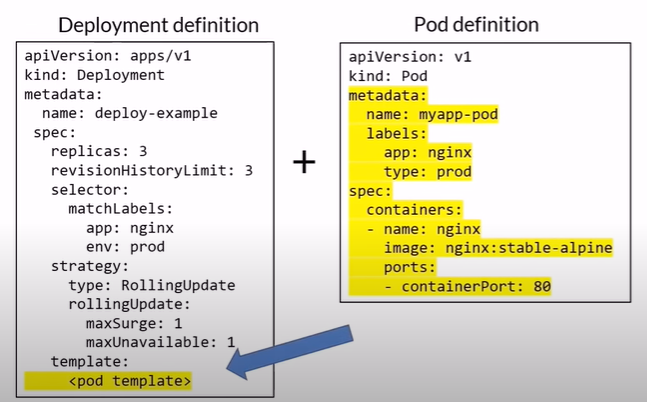 Deployment definition
apiVersion: apps/v1
kind: Deployment
metadata:
  name: deploy-example
 spec:
   replicas: 3
   revisionHistoryLimit: 3
   selector:
     matchLabels:
       app: nginx
       env: prod
   strategy:
     type: RollingUpdate
     rollingUpdate:
       maxSurge: 1
       maxUnavailable: 1
   template:
     <pod template>
+
Pod definition
apiVersion: v1
kind: Pod
metadata:
  name: myapp-pod
  labels:
    app: nginx
    type: prod
spec:
  containers:
  - name: nginx
    image: nginx:stable-alpine
    ports:
    - containerPort: 80